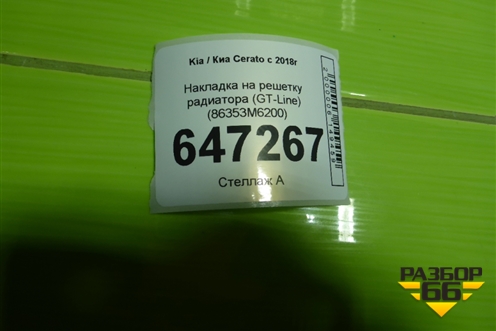 Kia / Киа Cerato с 2018г
Накладка на решетку
радиатора (GT-Line)
(86353M6200)
647267
Стеллаж А
РАЗБОР
66